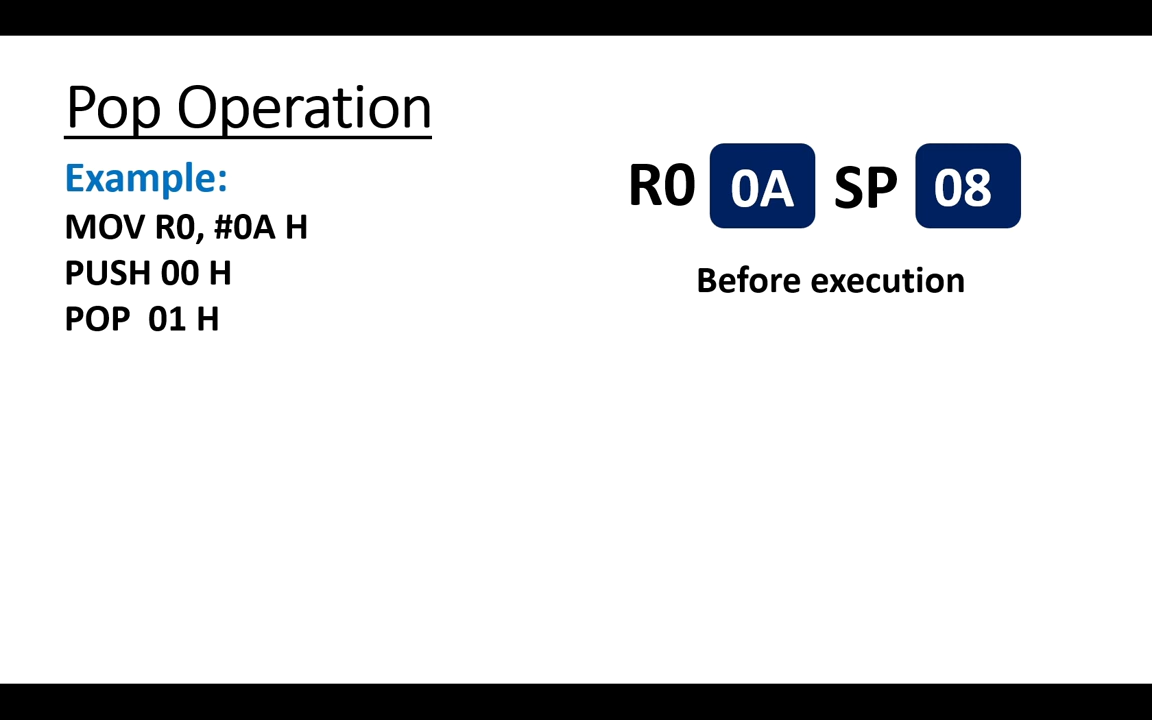 Pop Operation
Example:
MOV R0, #0A H
PUSH 00 H
POP  01 H
R0 0A SP 08
Before execution